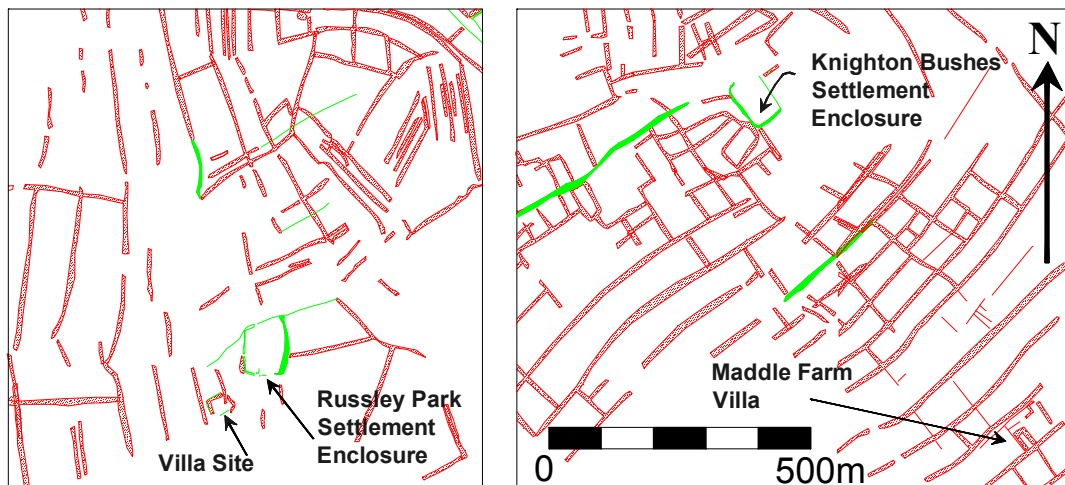 Russley Park
Settlement
Enclosure
Villa Site
Knighton Bushes
Settlement
Enclosure
N
Maddle Farm
Villa
0 500m